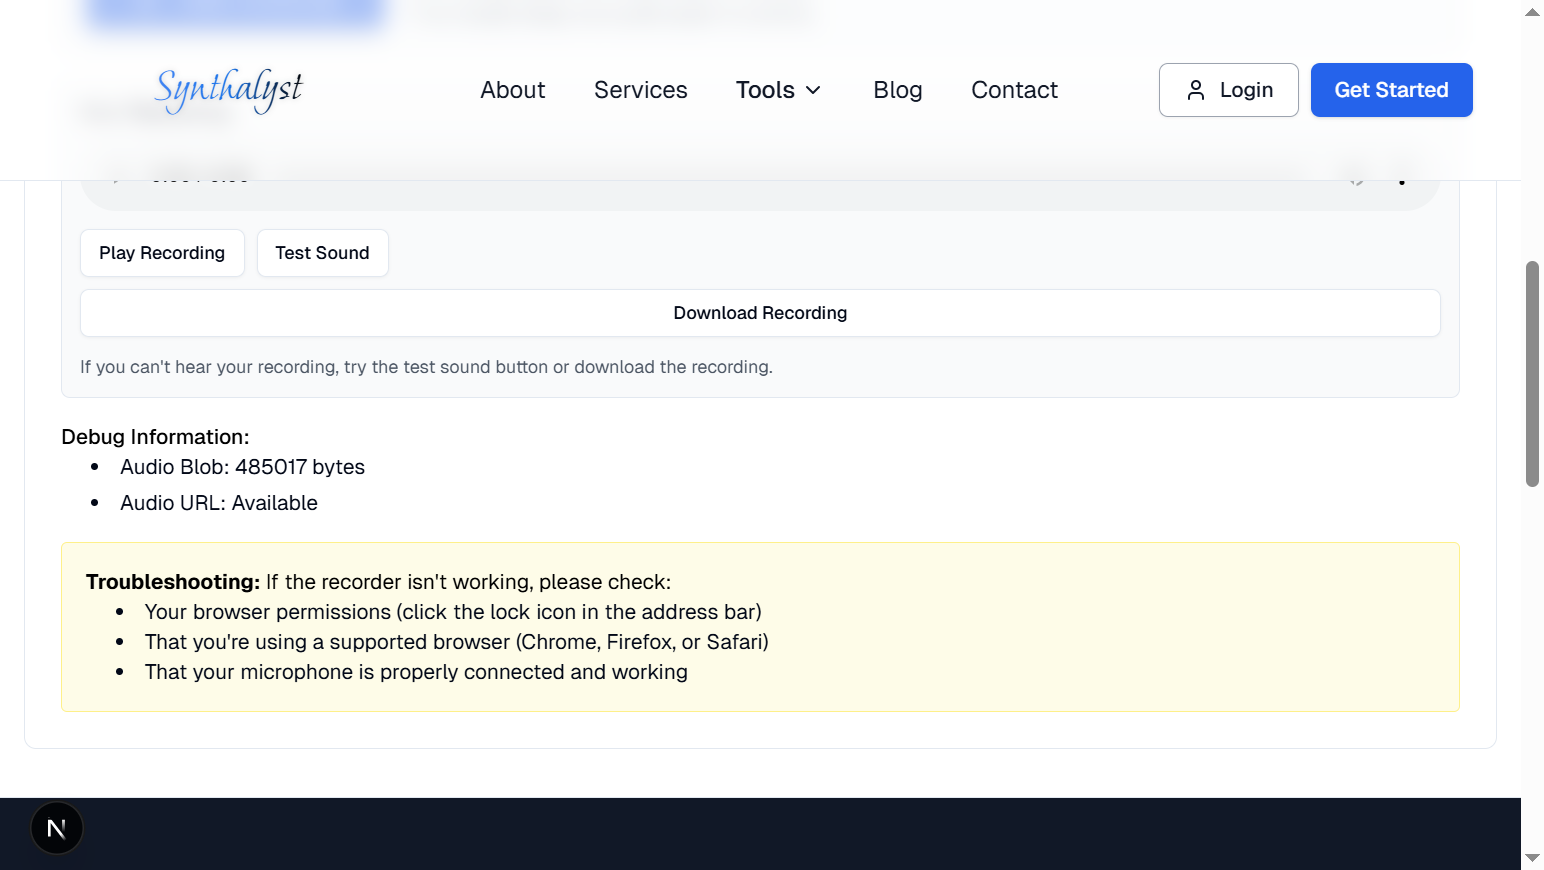 Synthalyst
About
Services
Tools
Blog
Contact
Login
Get Started
Play Recording
Test Sound
Download Recording
If you can't hear your recording, try the test sound button or download the recording.
Debug Information:
• Audio Blob: 485017 bytes
• Audio URL: Available
Troubleshooting: If the recorder isn't working, please check:
• Your browser permissions (click the lock icon in the address bar)
• That you're using a supported browser (Chrome, Firefox, or Safari)
• That your microphone is properly connected and working
N